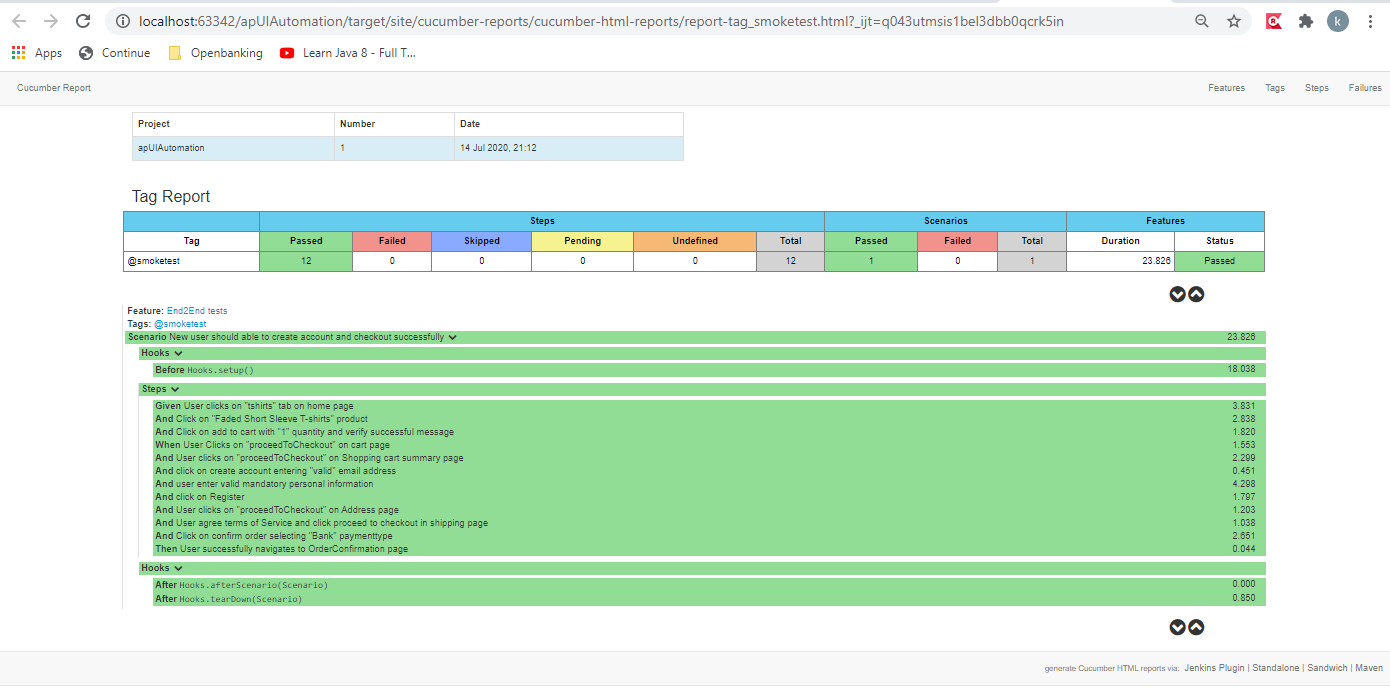 localhost:63342/apUIAutomation/target/site/cucumber-reports/cucumber-html-reports/report-tag_smoketest.html?_ijt=q043utmsis1bel3dbb0qcrk5in
k
Apps Continue Openbanking Learn Java 8 - Full T...
Cucumber Report Features Tags Steps Failures
Project Number Date
apUIAutomation 1 14 Jul 2020, 21:12
Tag Report
Steps Scenarios Features
Tag Passed Failed Skipped Pending Undefined Total Passed Failed Total Duration Status
@smoketest 12 0 0 0 0 12 1 0 1 23.826 Passed
Feature: End2End tests
Tags: @smoketest
Scenario New user should able to create account and checkout successfully 23.826
Hooks
Before Hooks.setup() 18.038
Steps
Given User clicks on "tshirts" tab on home page 3.831
And Click on "Faded Short Sleeve T-shirts" product 2.838
And Click on add to cart with "1" quantity and verify successful message 1.820
When User Clicks on "proceedToCheckout" on cart page 1.553
And User clicks on "proceedToCheckout" on Shopping cart summary page 2.299
And click on create account entering "valid" email address 0.451
And user enter valid mandatory personal information 4.298
And click on Register 1.797
And User clicks on "proceedToCheckout" on Address page 1.203
And User agree terms of Service and click proceed to checkout in shipping page 1.038
And Click on confirm order selecting "Bank" paymenttype 2.651
Then User successfully navigates to OrderConfirmation page 0.044
Hooks
After Hooks.afterScenario(Scenario) 0.000
After Hooks.tearDown(Scenario) 0.850
generate Cucumber HTML reports via: Jenkins Plugin | Standalone | Sandwich | Maven